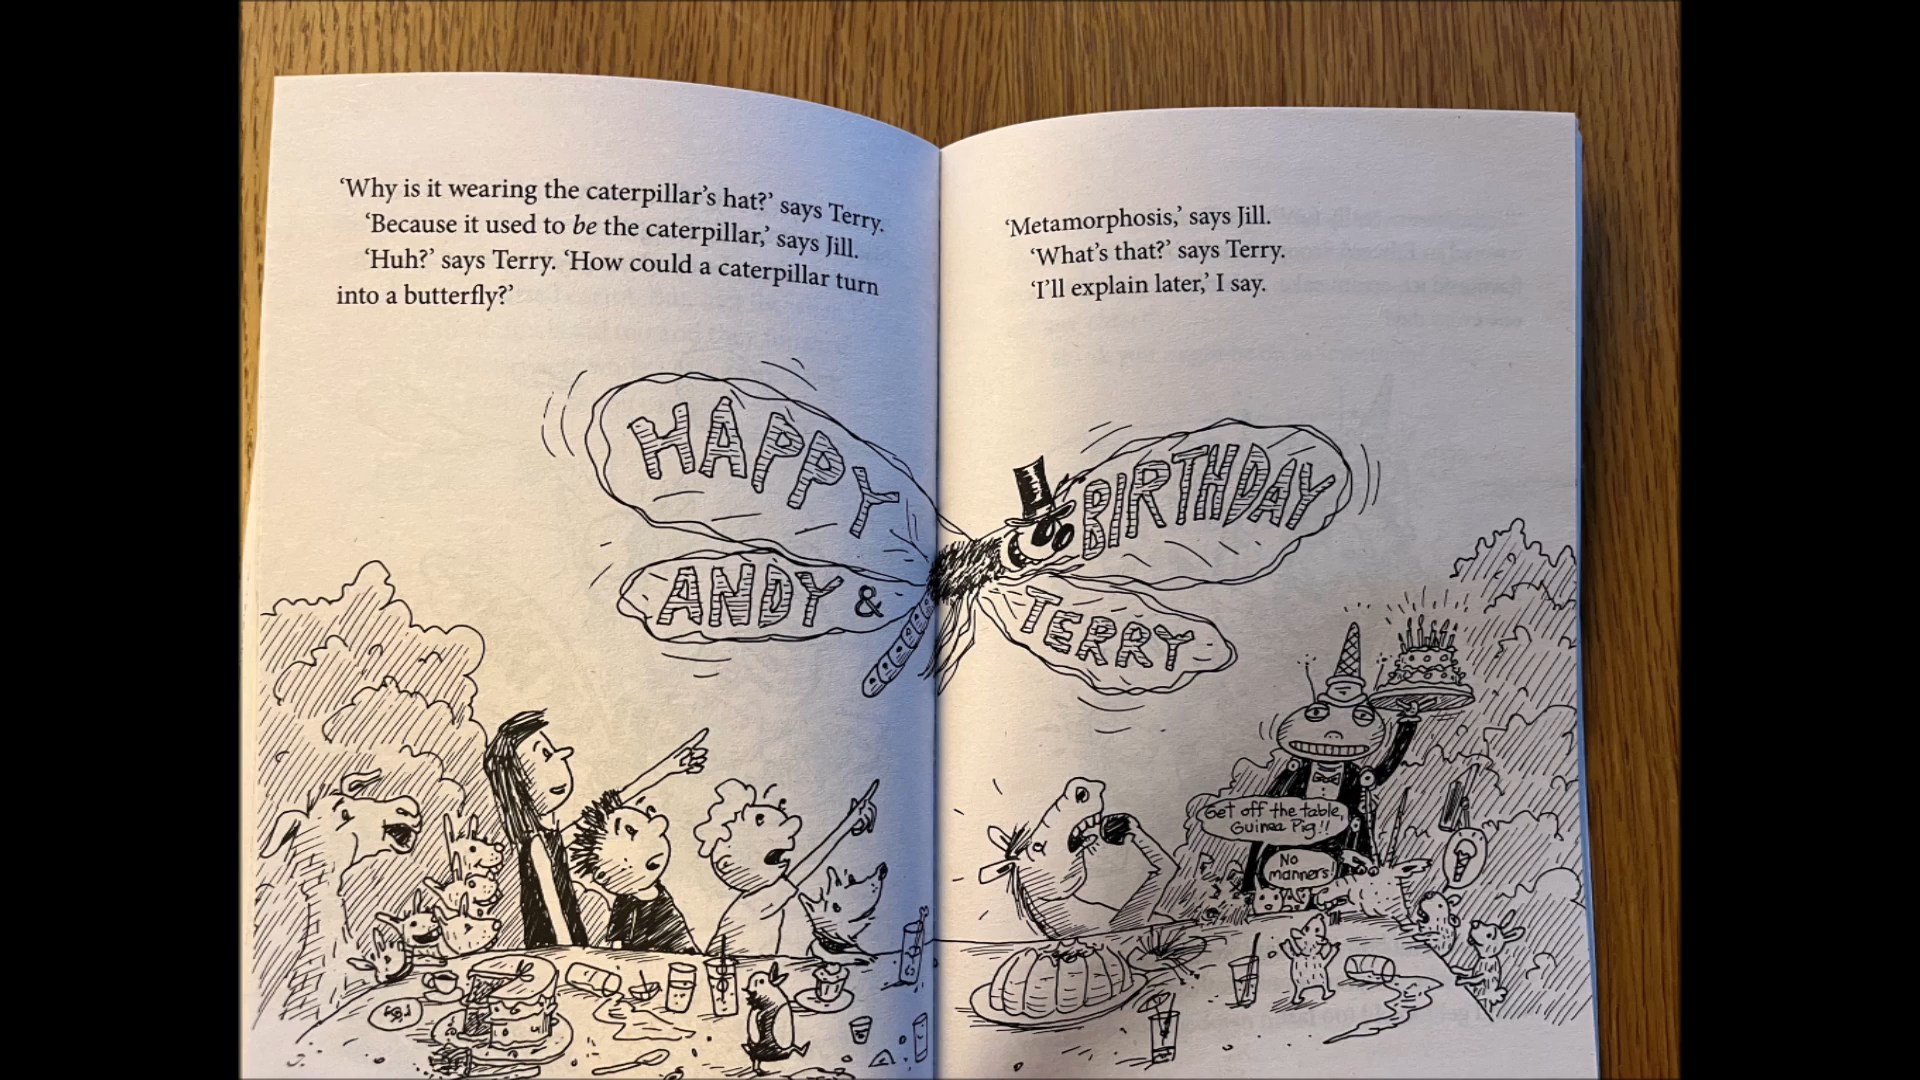 ‘Why is it wearing the caterpillar’s hat?’ says Terry.
‘Because it used to be the caterpillar,’ says Jill.
‘Huh?’ says Terry. ‘How could a caterpillar turn
into a butterfly?’
‘Metamorphosis,’ says Jill.
‘What’s that?’ says Terry.
‘I’ll explain later,’ I say.
HAPPY
BIRTHDAY
ANDY &
TERRY
Get off the table,
Guinea Pig!!
No
manners!